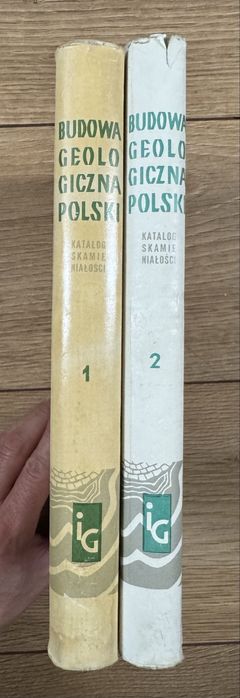 BUDOWA
GEOLO
GICZNA
POLSKI
KATALOG
SKAMIE
NIAŁOŚCI
1
iG
BUDOWA
GEOLO
GICZNA
POLSKI
KATALOG
SKAMIE
NIAŁOŚCI
2
iG